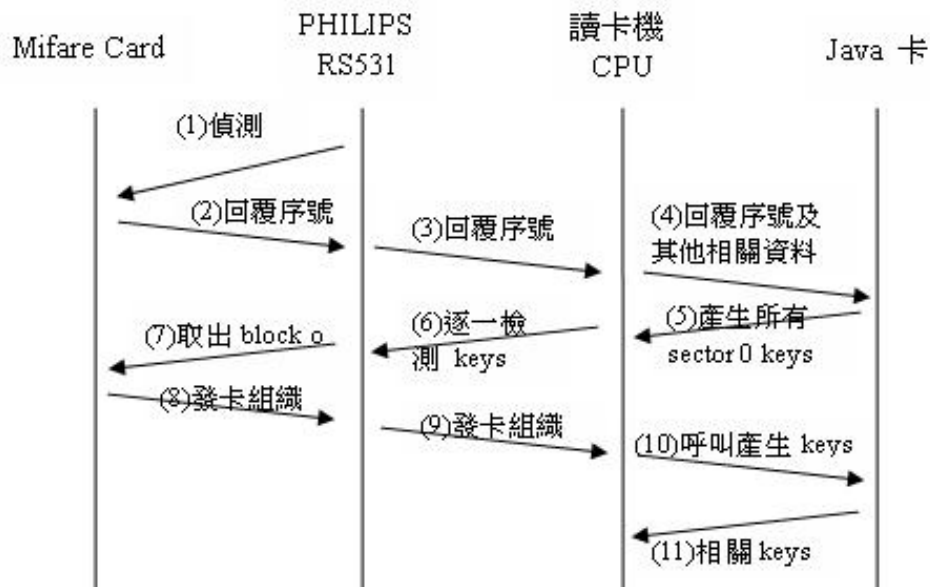 Mifare Card
PHILIPS
RS531
讀卡機
CPU
Java 卡
(1)偵測
(2)回覆序號
(3)回覆序號
(4)回覆序號及
其他相關資料
(5)產生所有
sector 0 keys
(6)逐一檢
測 keys
(7)取出 block o
(8)發卡組織
(9)發卡組織
(10)呼叫產生 keys
(11)相關 keys